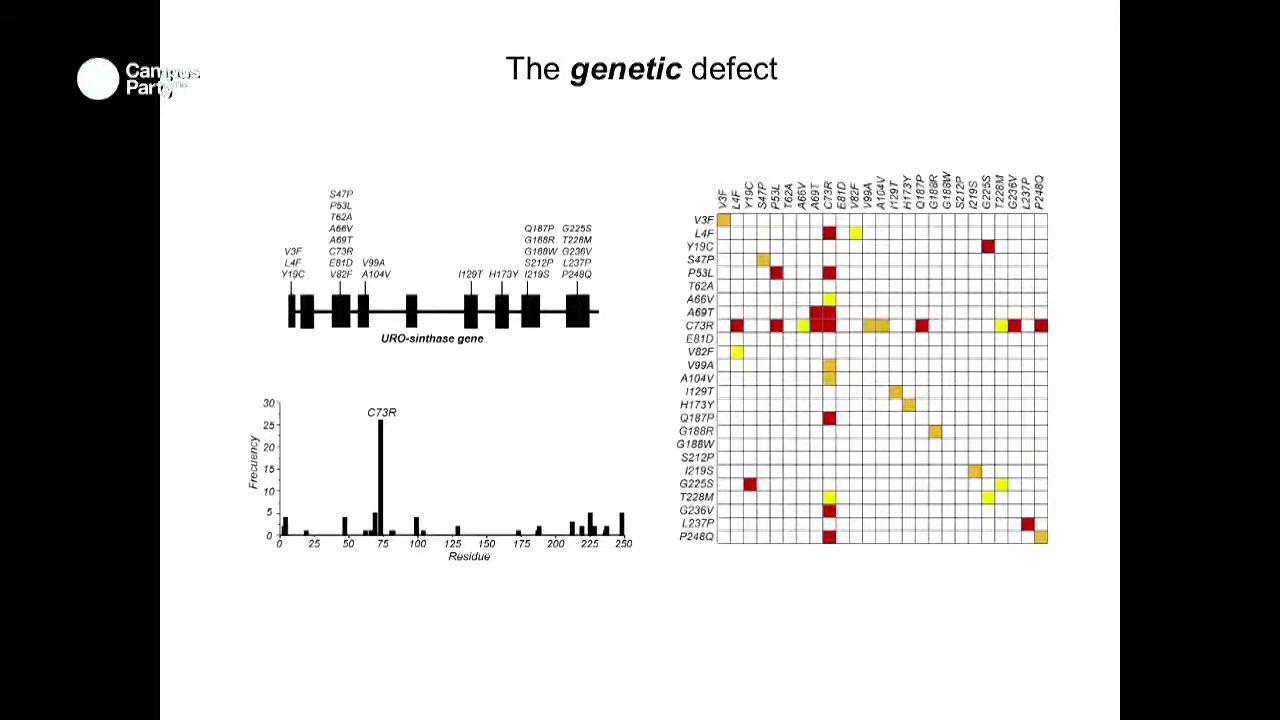 Campus
Party
The genetic defect
S47P
P53L
T62A
A66V
A69T
C73R
E81D
V82F
V3F
L4F
Y19C
V99A
A104V
I129T
H173Y
Q187P
G188R
G188W
S212P
I219S
G225S
T228M
G236V
L237P
P248Q
URO-sinthase gene
Frecuency
30
25
20
15
10
5
0
C73R
0 25 50 75 100 125 150 175 200 225 250
Residue
V3F L4F Y19C S47P P53L T62A A66V A69T C73R E81D V82F V99A A104V I129T H173Y Q187P G188R G188W S212P I219S G225S T228M G236V L237P P248Q
V3F
L4F
Y19C
S47P
P53L
T62A
A66V
A69T
C73R
E81D
V82F
V99A
A104V
I129T
H173Y
Q187P
G188R
G188W
S212P
I219S
G225S
T228M
G236V
L237P
P248Q